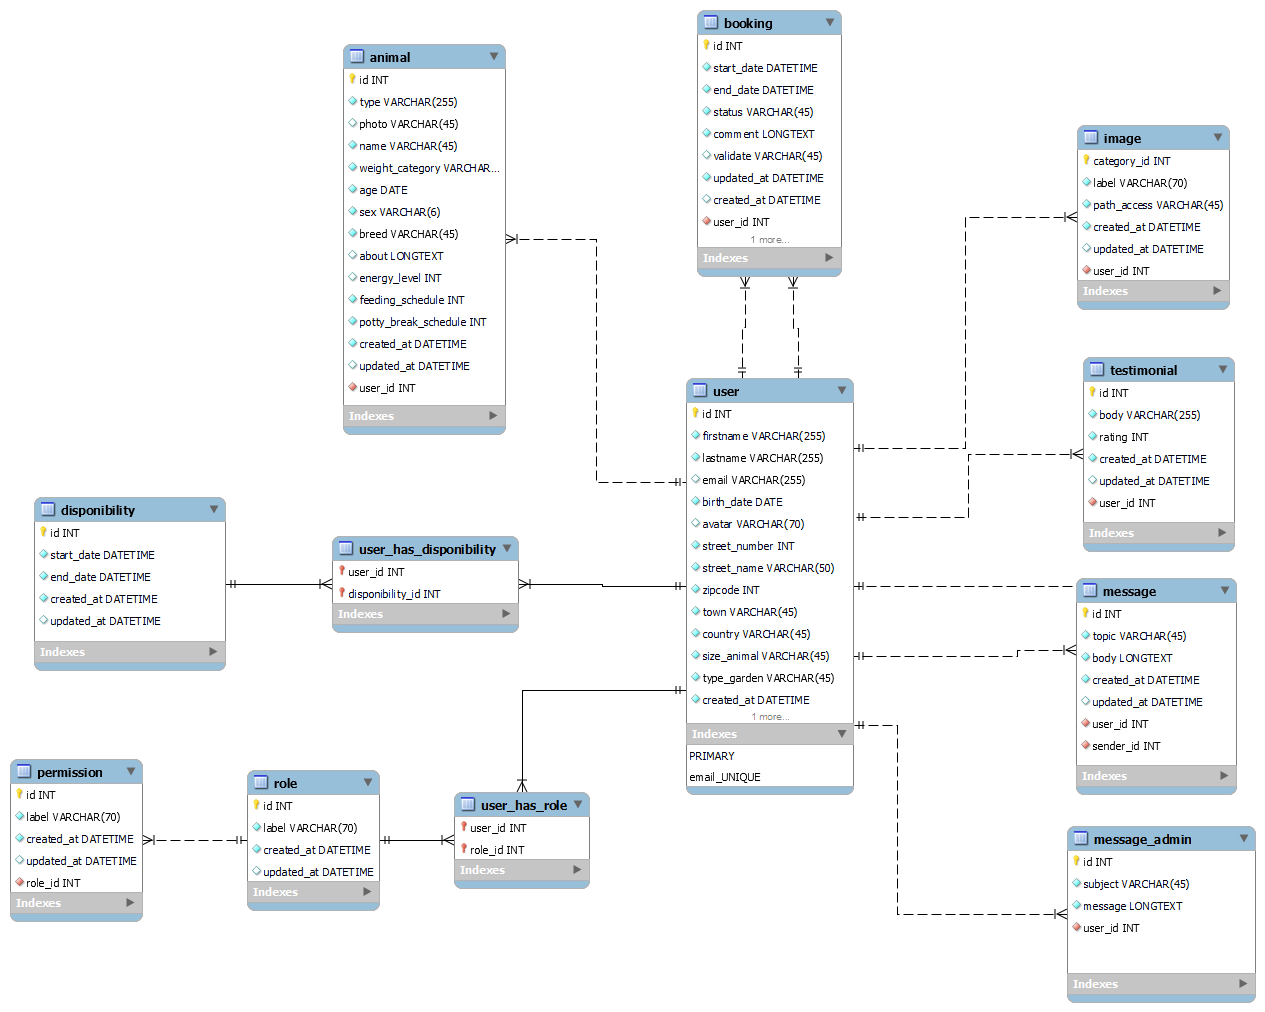 booking
id INT
start_date DATETIME
end_date DATETIME
status VARCHAR(45)
comment LONGTEXT
validate VARCHAR(45)
updated_at DATETIME
created_at DATETIME
user_id INT
1 more...
Indexes
animal
id INT
type VARCHAR(255)
photo VARCHAR(45)
name VARCHAR(45)
weight_category VARCHAR...
age DATE
sex VARCHAR(6)
breed VARCHAR(45)
about LONGTEXT
energy_level INT
feeding_schedule INT
potty_break_schedule INT
created_at DATETIME
updated_at DATETIME
user_id INT
Indexes
image
category_id INT
label VARCHAR(70)
path_access VARCHAR(45)
created_at DATETIME
updated_at DATETIME
user_id INT
Indexes
testimonial
id INT
body VARCHAR(255)
rating INT
created_at DATETIME
updated_at DATETIME
user_id INT
Indexes
user
id INT
firstname VARCHAR(255)
lastname VARCHAR(255)
email VARCHAR(255)
birth_date DATE
avatar VARCHAR(70)
street_number INT
street_name VARCHAR(50)
zipcode INT
town VARCHAR(45)
country VARCHAR(45)
size_animal VARCHAR(45)
type_garden VARCHAR(45)
created_at DATETIME
1 more...
Indexes
PRIMARY
email_UNIQUE
disponibility
id INT
start_date DATETIME
end_date DATETIME
created_at DATETIME
updated_at DATETIME
Indexes
user_has_disponibility
user_id INT
disponibility_id INT
Indexes
message
id INT
topic VARCHAR(45)
body LONGTEXT
created_at DATETIME
updated_at DATETIME
user_id INT
sender_id INT
Indexes
permission
id INT
label VARCHAR(70)
created_at DATETIME
updated_at DATETIME
role_id INT
Indexes
role
id INT
label VARCHAR(70)
created_at DATETIME
updated_at DATETIME
Indexes
user_has_role
user_id INT
role_id INT
Indexes
message_admin
id INT
subject VARCHAR(45)
message LONGTEXT
user_id INT
Indexes